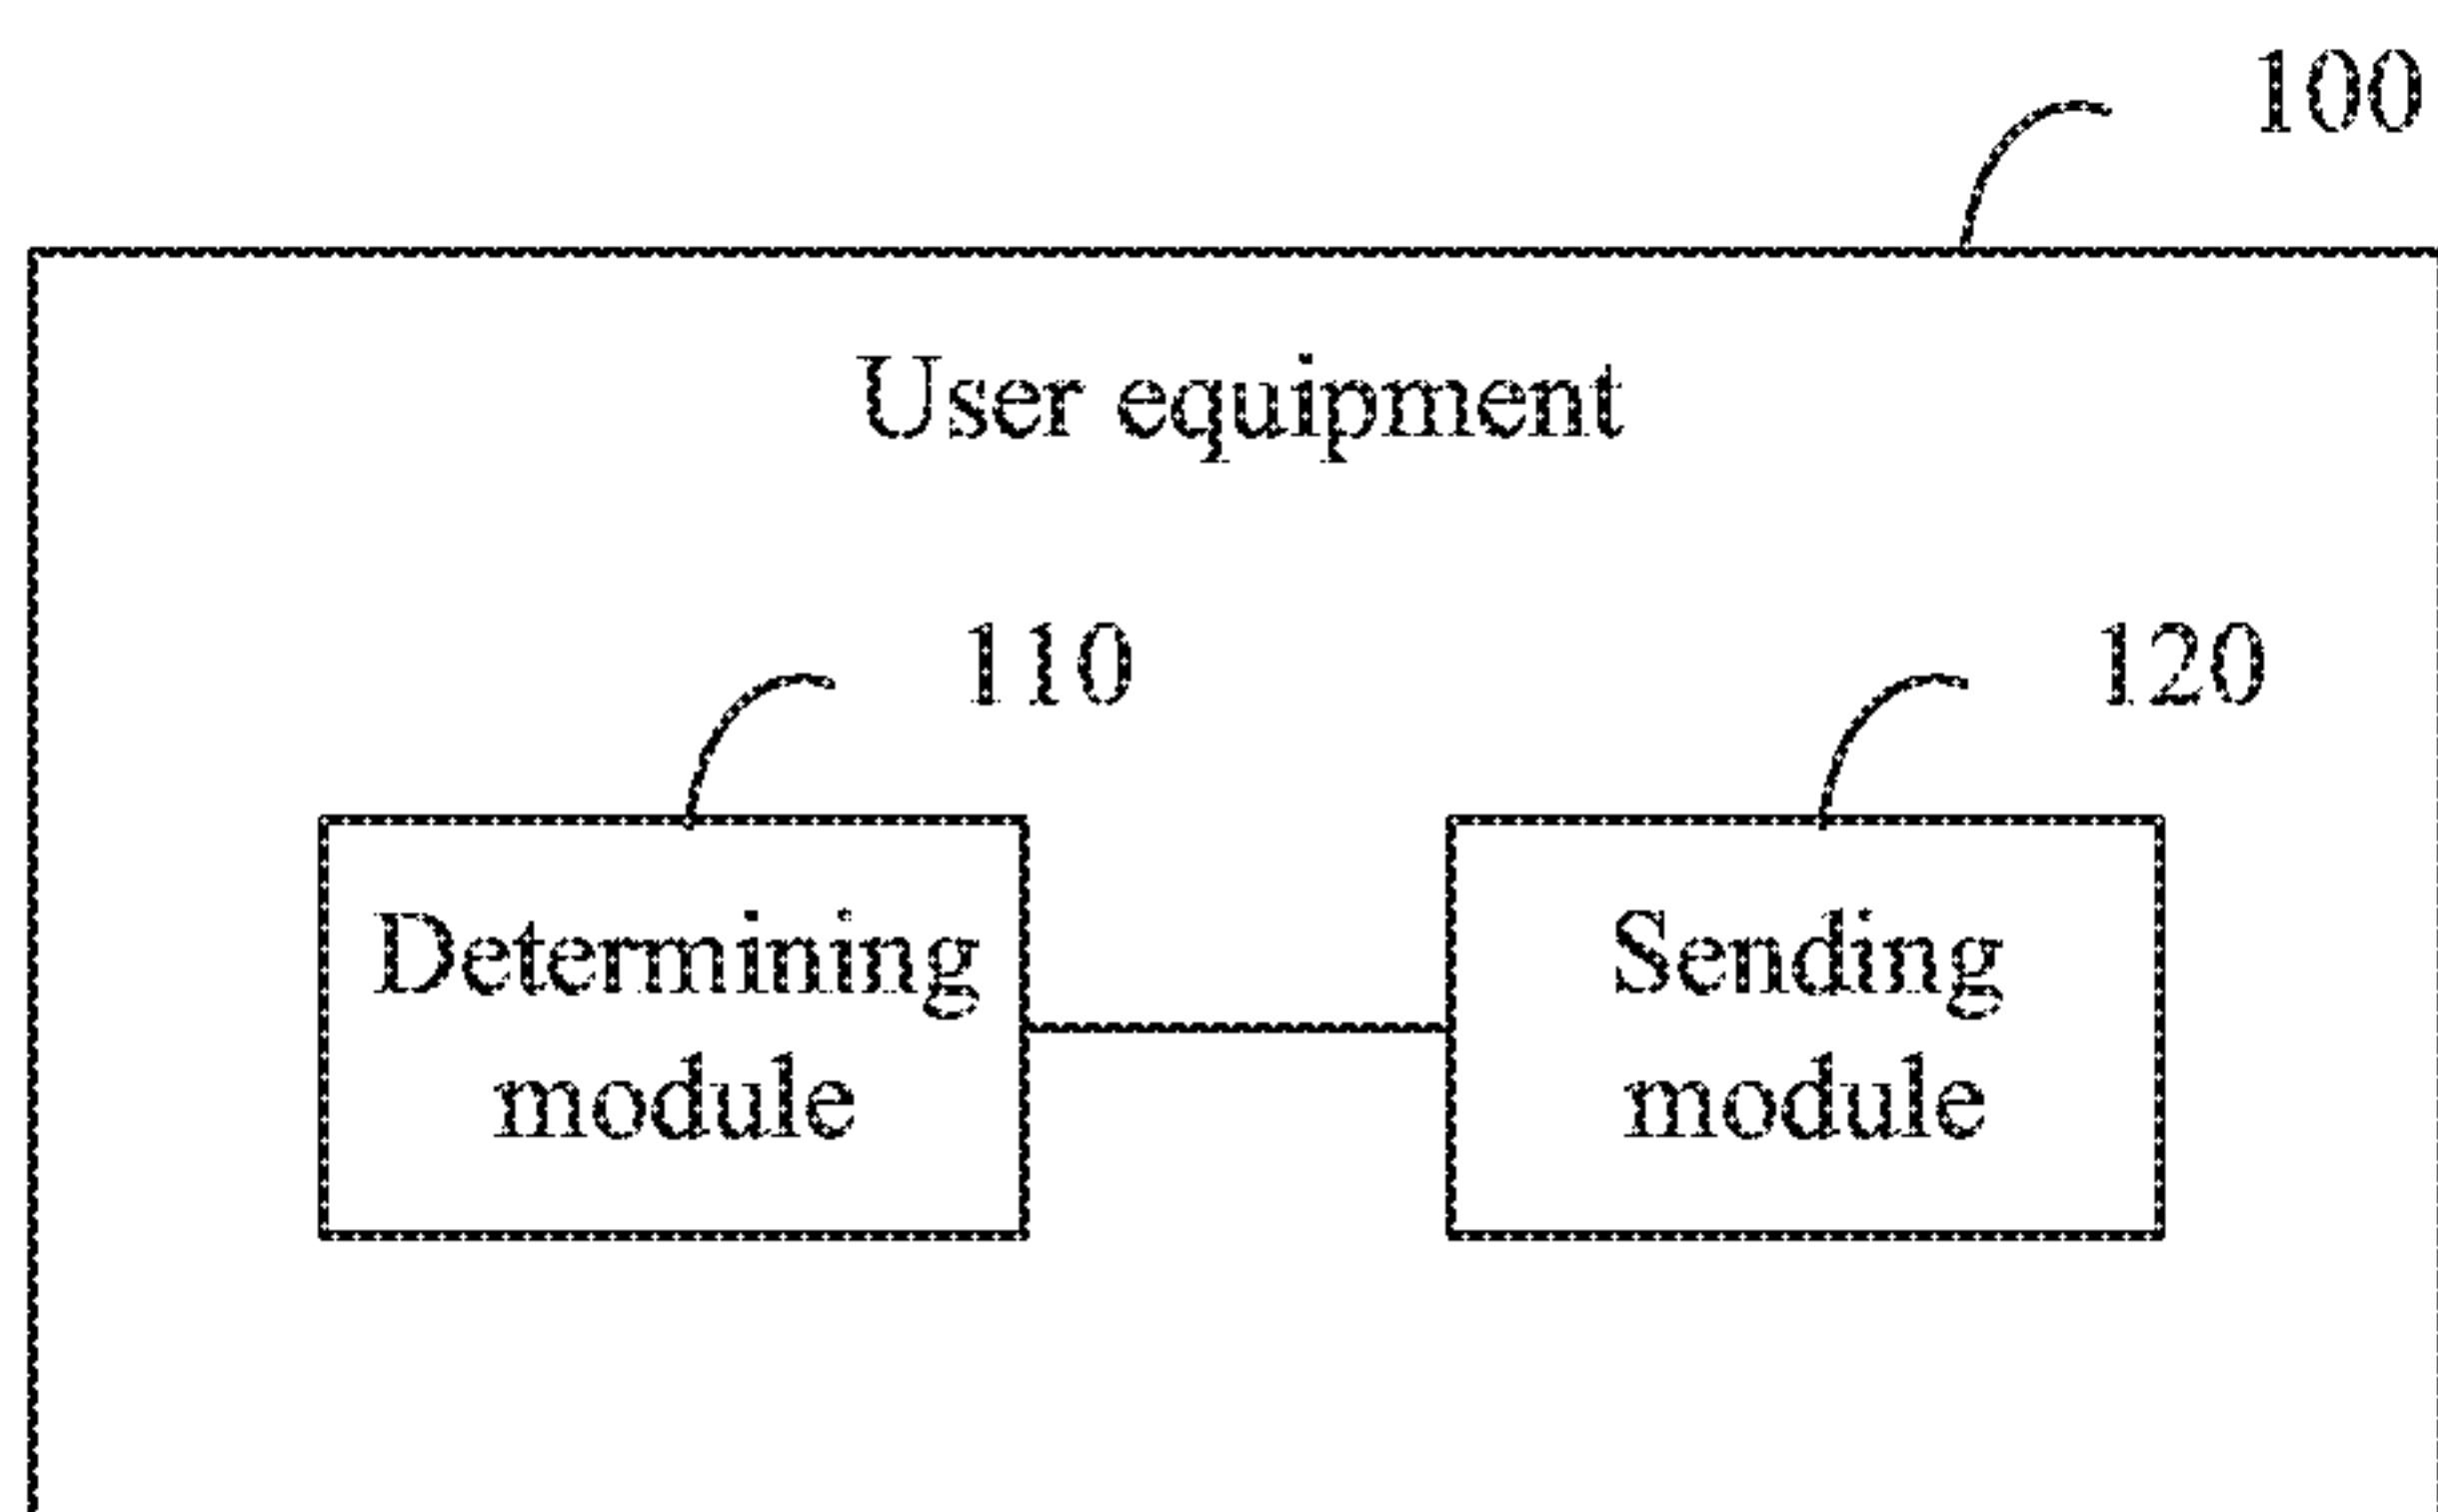 100
User equipment
110
120
Determining
module
Sending
module